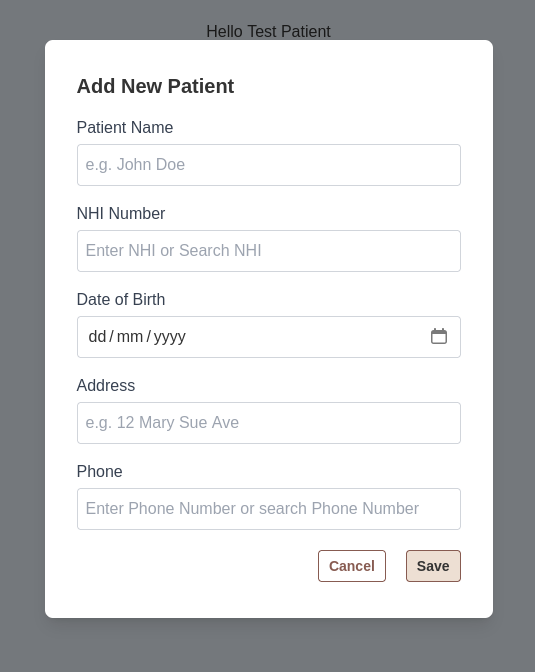 Hello Test Patient
Add New Patient
Patient Name
e.g. John Doe
NHI Number
Enter NHI or Search NHI
Date of Birth
dd/mm/yyyy
Address
e.g. 12 Mary Sue Ave
Phone
Enter Phone Number or search Phone Number
Cancel Save